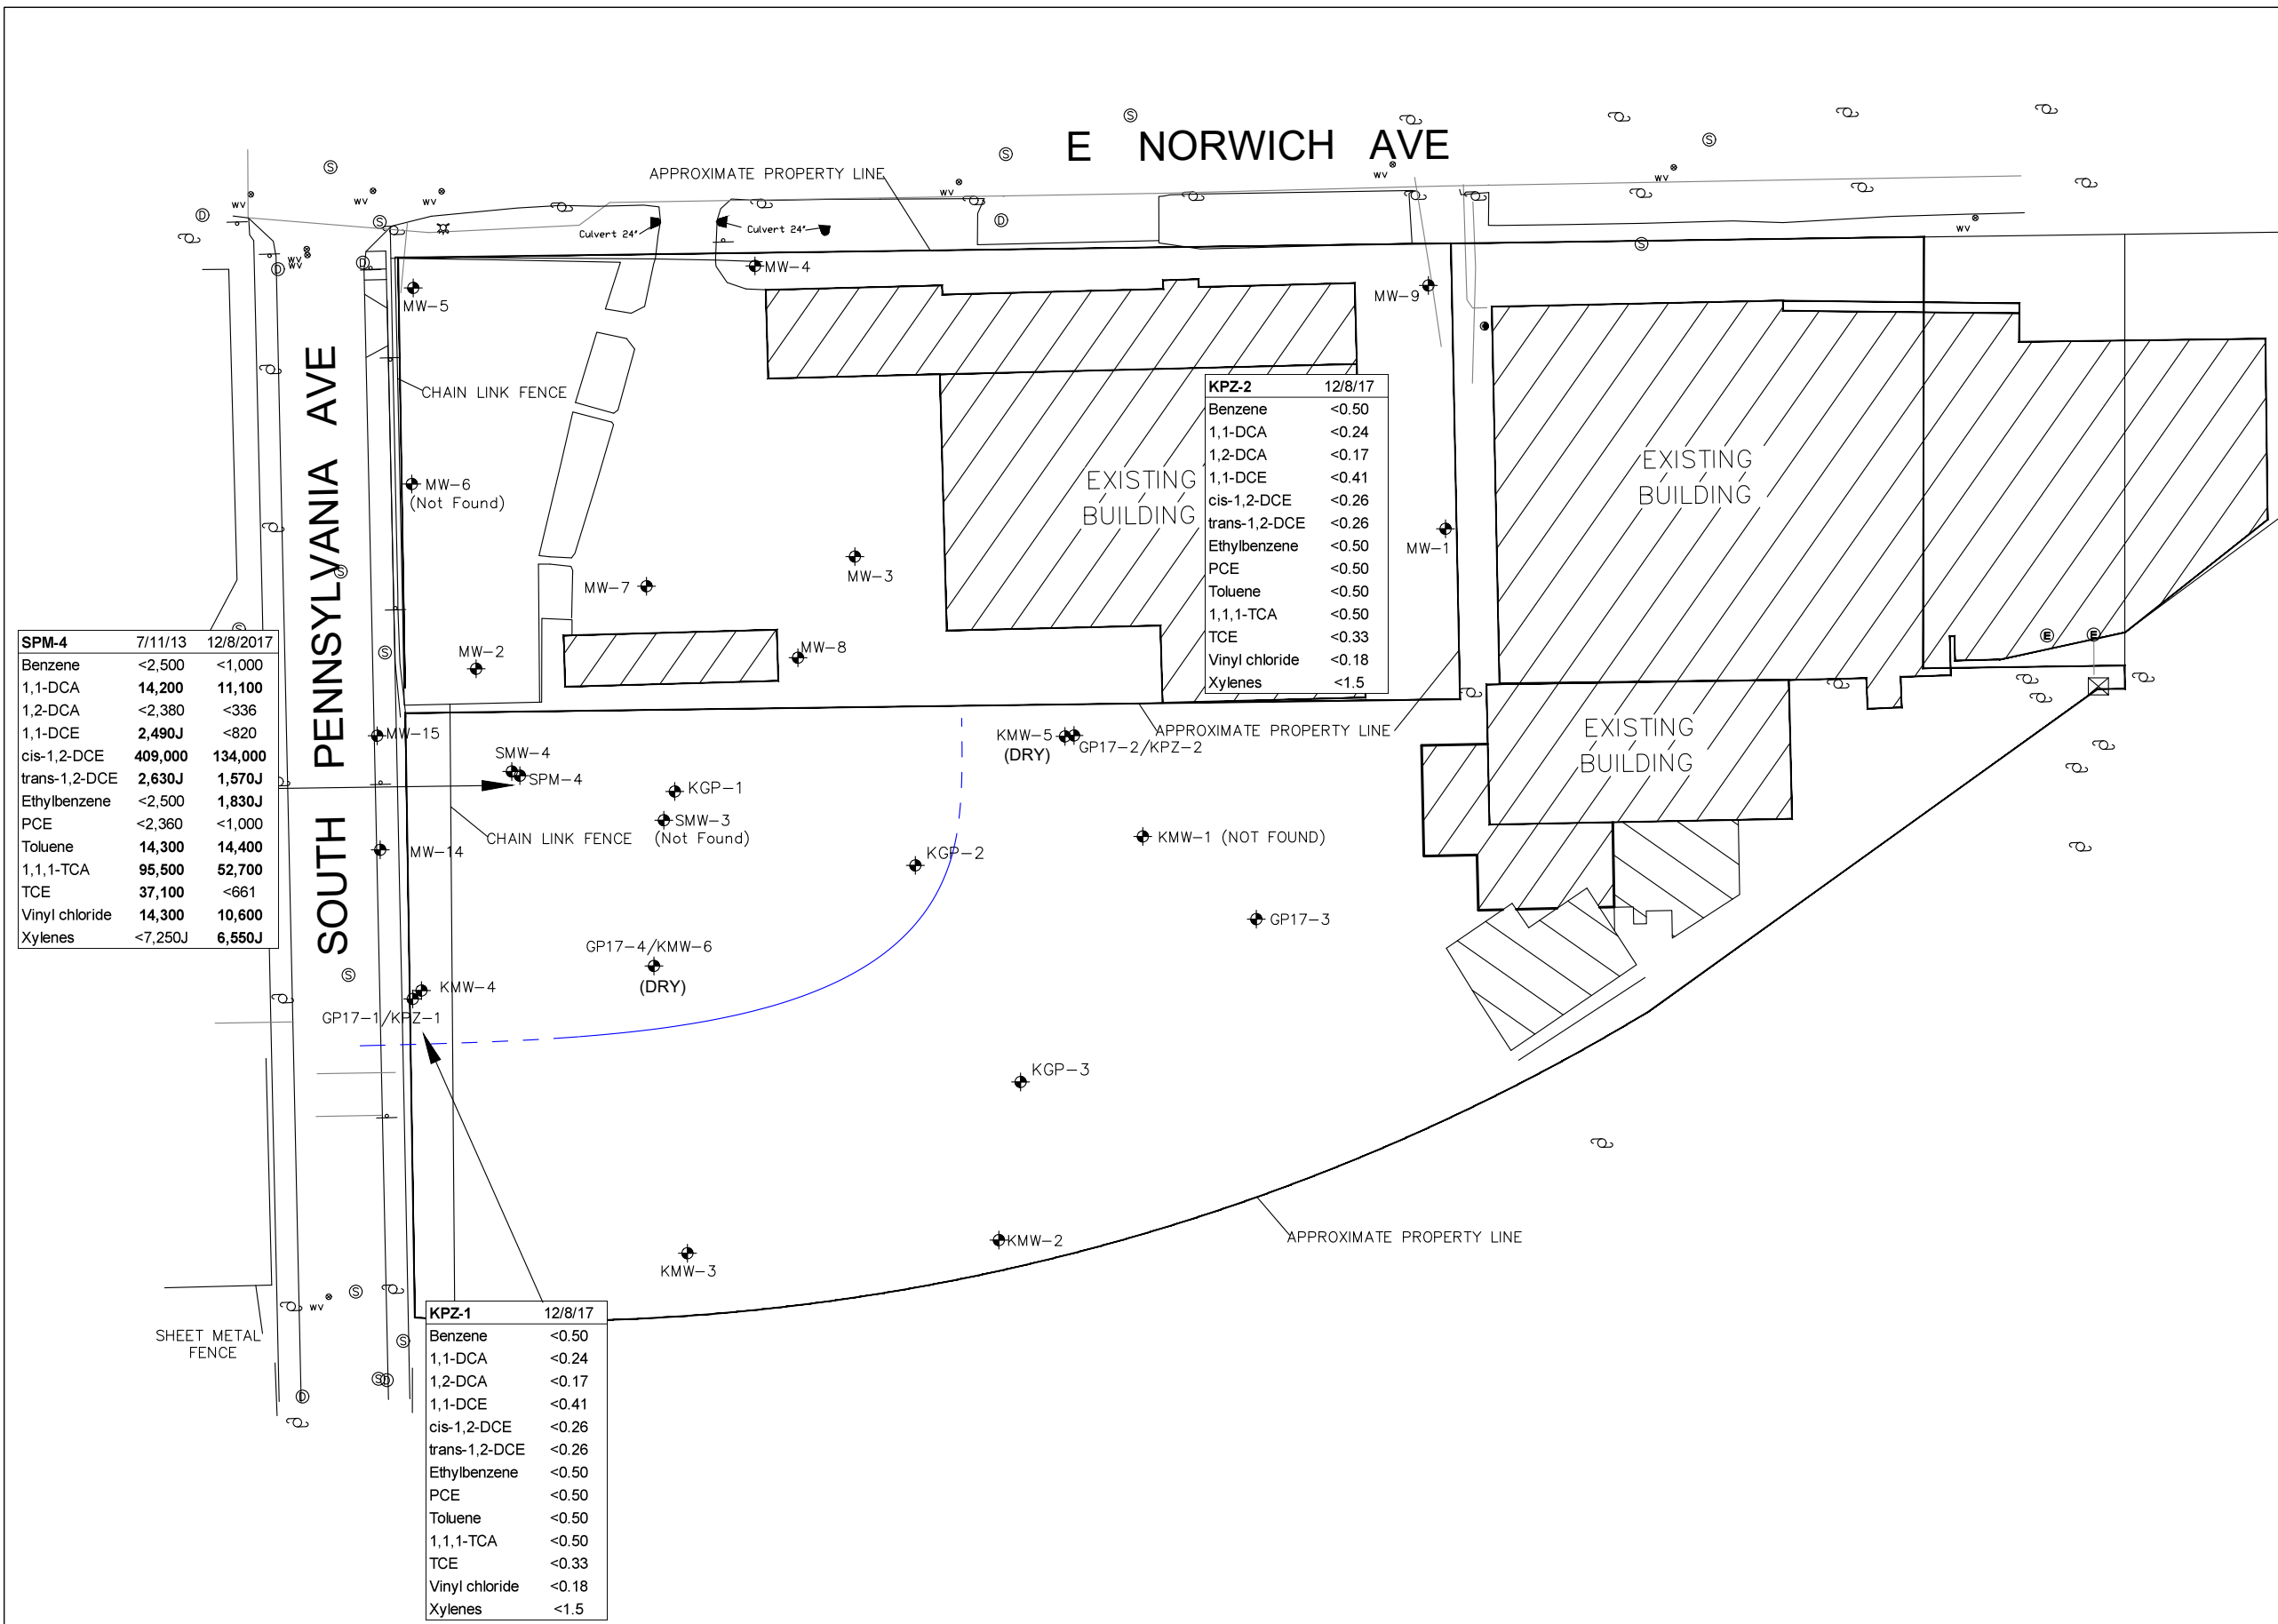 E NORWICH AVE
APPROXIMATE PROPERTY LINE
WV
WV
WV
WV
WV
WV
WV
WV
WV
Culvert 24"
Culvert 24"
MW-4
MW-5
MW-9
SOUTH PENNSYLVANIA AVE
CHAIN LINK FENCE
MW-6
(Not Found)
EXISTING
BUILDING
EXISTING
BUILDING
KPZ-2 12/8/17
Benzene <0.50
1,1-DCA <0.24
1,2-DCA <0.17
1,1-DCE <0.41
cis-1,2-DCE <0.26
trans-1,2-DCE <0.26
Ethylbenzene <0.50
PCE <0.50
Toluene <0.50
1,1,1-TCA <0.50
TCE <0.33
Vinyl chloride <0.18
Xylenes <1.5
MW-1
MW-3
MW-7
MW-8
MW-2
SPM-4 7/11/13 12/8/2017
Benzene <2,500 <1,000
1,1-DCA 14,200 11,100
1,2-DCA <2,380 <336
1,1-DCE 2,490J <820
cis-1,2-DCE 409,000 134,000
trans-1,2-DCE 2,630J 1,570J
Ethylbenzene <2,500 1,830J
PCE <2,360 <1,000
Toluene 14,300 14,400
1,1,1-TCA 95,500 52,700
TCE 37,100 <661
Vinyl chloride 14,300 10,600
Xylenes <7,250J 6,550J
MW-15
SMW-4
SPM-4
KGP-1
SMW-3
(Not Found)
CHAIN LINK FENCE
MW-14
KMW-5
(DRY)
GP17-2/KPZ-2
APPROXIMATE PROPERTY LINE
EXISTING
BUILDING
KMW-1 (NOT FOUND)
KGP-2
GP17-3
GP17-4/KMW-6
(DRY)
KMW-4
GP17-1/KPZ-1
KGP-3
KMW-2
KMW-3
APPROXIMATE PROPERTY LINE
WV
SHEET METAL
FENCE
KPZ-1 12/8/17
Benzene <0.50
1,1-DCA <0.24
1,2-DCA <0.17
1,1-DCE <0.41
cis-1,2-DCE <0.26
trans-1,2-DCE <0.26
Ethylbenzene <0.50
PCE <0.50
Toluene <0.50
1,1,1-TCA <0.50
TCE <0.33
Vinyl chloride <0.18
Xylenes <1.5